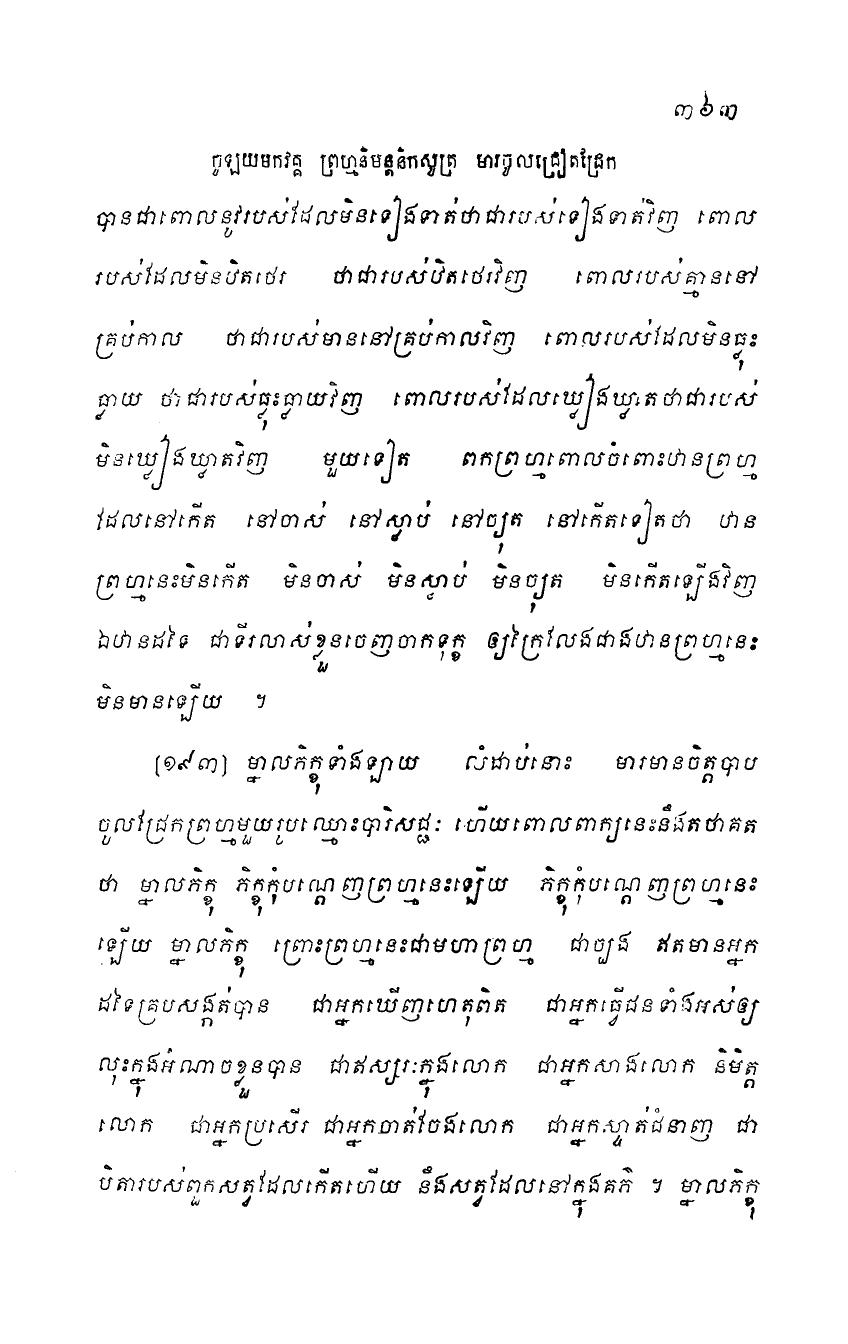 ៣៦៣
ចូឡយមកវគ្គ ព្រហ្មនិមន្តនិកសូត្រ មារចូលជ្រៀតជ្រែក
បានជាពោលនូវរបស់ដែលមិនទៀងទាត់ថាជារបស់ទៀងទាត់វិញ ពោល
របស់ដែលមិនឋិតថេរ ថាជារបស់ឋិតថេរវិញ ពោលរបស់គ្មាននៅ
គ្រប់កាល ថាជារបស់មាននៅគ្រប់កាលវិញ ពោលរបស់ដែលមិនធ្លុះ
ធ្លាយ ថាជារបស់ធ្លុះធ្លាយវិញ ពោលរបស់ដែលឃ្លៀងឃ្លាតថាជារបស់
មិនឃ្លៀងឃ្លាតវិញ មួយទៀត ពកព្រហ្មពោលចំពោះឋានព្រហ្ម
ដែលនៅកើត នៅចាស់ នៅស្លាប់ នៅច្យុត នៅកើតទៀតថា ឋាន
ព្រហ្មនេះមិនកើត មិនចាស់ មិនស្លាប់ មិនច្យុត មិនកើតឡើងវិញ
ឯឋានដទៃ ជាទីរលាស់ខ្លួនចេញចាកទុក្ខ ឲ្យក្រៃលែងជាងឋានព្រហ្មនេះ
មិនមានឡើយ ។
[១៩៣] ម្នាលភិក្ខុទាំងឡាយ លំដាប់នោះ មារមានចិត្តបាប
ចូលជ្រែកព្រហ្មមួយរូបឈ្មោះបារិសជ្ជៈ ហើយពោលពាក្យនេះនឹងតថាគត
ថា ម្នាលភិក្ខុ ភិក្ខុកុំបណ្តេញព្រហ្មនេះឡើយ ភិក្ខុកុំបណ្តេញព្រហ្មនេះ
ឡើយ ម្នាលភិក្ខុ ព្រោះព្រហ្មនេះជាមហាព្រហ្ម ជាច្បង ឥតមានអ្នក
ដទៃគ្របសង្កត់បាន ជាអ្នកឃើញហេតុពិត ជាអ្នកធ្វើជនទាំងអស់ឲ្យ
លុះក្នុងអំណាចខ្លួនបាន ជាឥស្សរៈក្នុងលោក ជាអ្នកសាងលោក និមិត្ត
លោក ជាអ្នកប្រសើរ ជាអ្នកចាត់ចែងលោក ជាអ្នកស្ទាត់ជំនាញ ជា
បិតារបស់ពួកសត្វដែលកើតហើយ នឹងសត្វដែលនៅក្នុងគភ៌ ។ ម្នាលភិក្ខុ